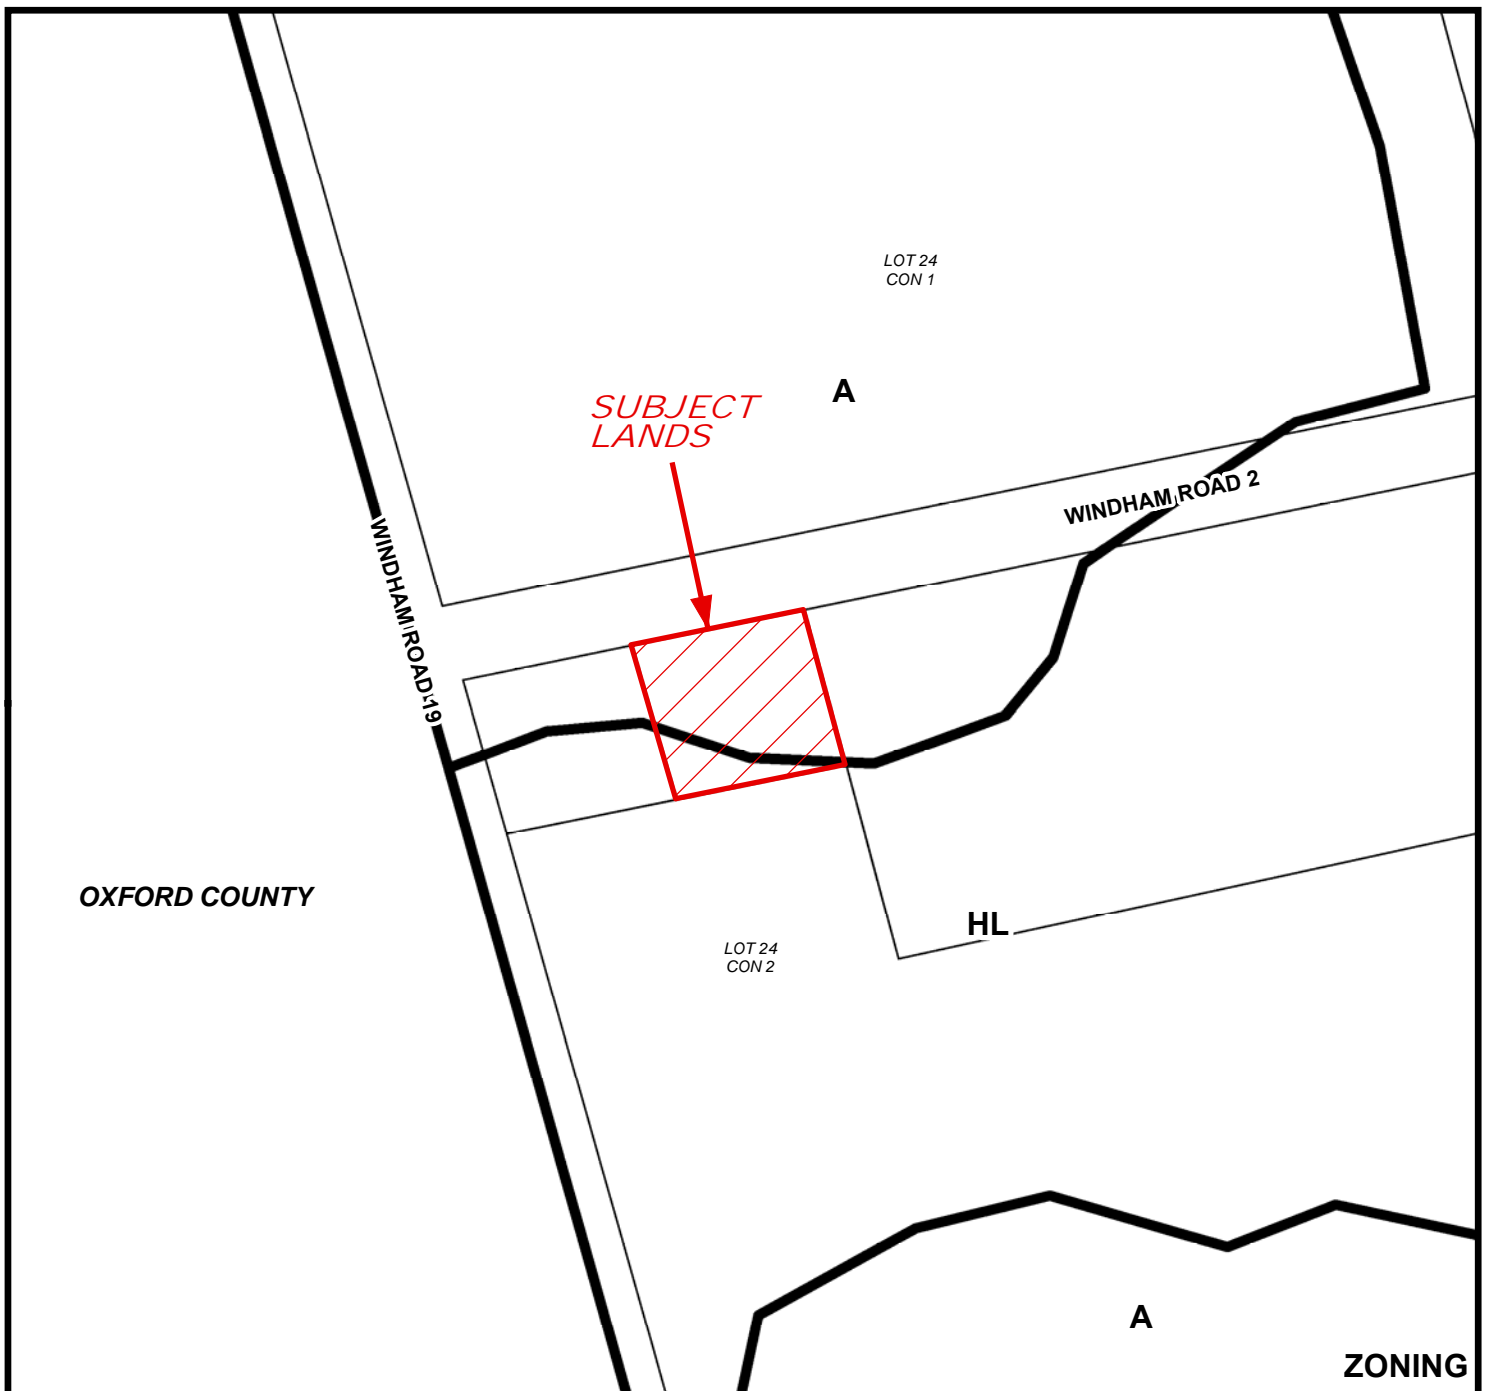 LOT 24
CON 1
A
SUBJECT
LANDS
WINDHAM ROAD 2
WINDHAM ROAD 19
OXFORD COUNTY
HL
LOT 24
CON 2
A
ZONING